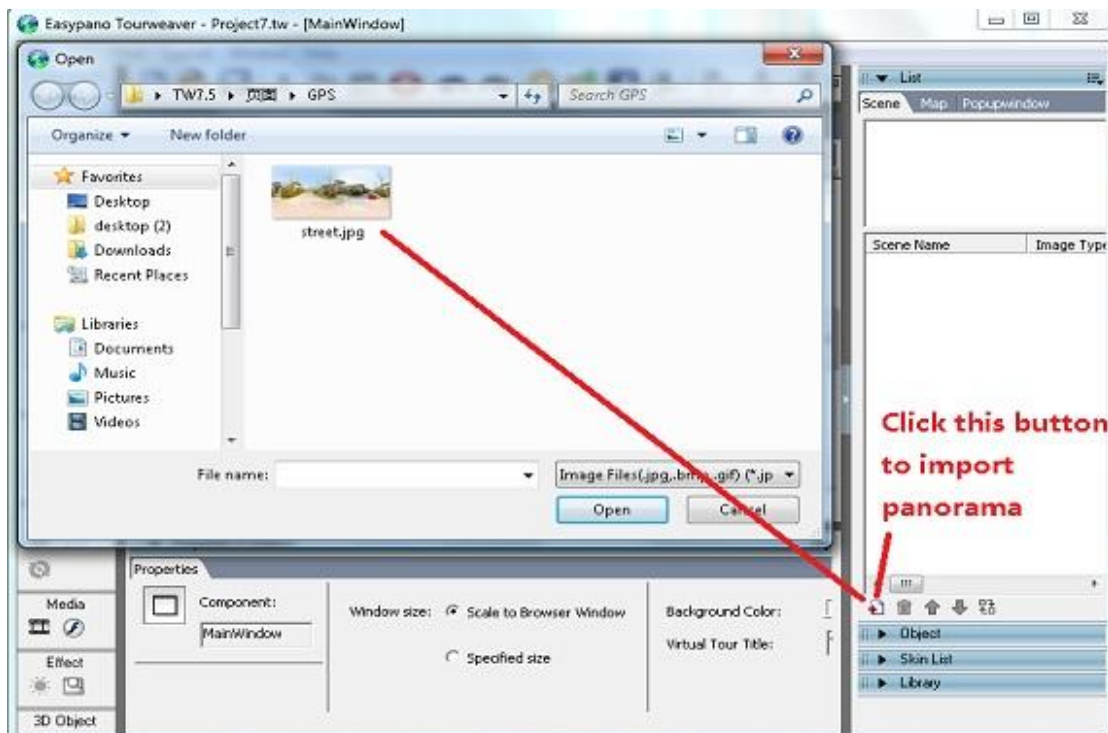 Easypano Tourweaver - Project7.tw - [MainWindow]
Open
TW7.5 ▸ 页面 ▸ GPS
Search GPS
Organize
New folder
Favorites
Desktop
desktop (2)
Downloads
Recent Places
Libraries
Documents
Music
Pictures
Videos
street.jpg
File name:
Image Files(.jpg,.bmp,.gif) (*.jp
Open
Cancel
List
Scene
Map
Popupwindow
Scene Name
Image Type
Click this button
to import
panorama
Object
Skin List
Library
Media
Effect
3D Object
Properties
Component:
MainWindow
Window size:
Scale to Browser Window
Specified size
Background Color:
Virtual Tour Title: